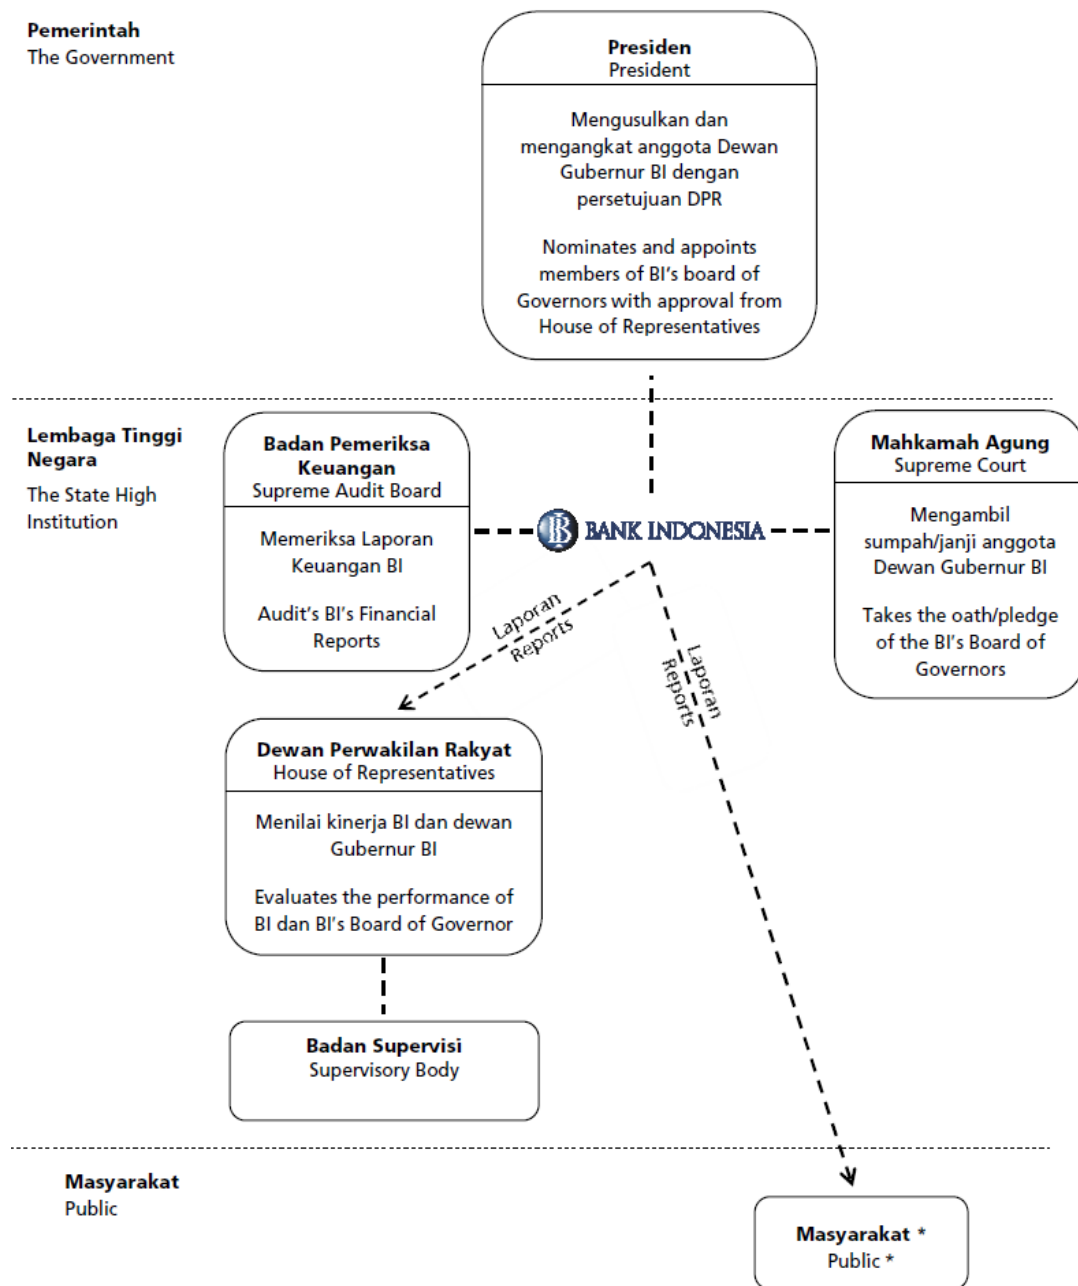 Pemerintah
The Government
Presiden
President
Mengusulkan dan
mengangkat anggota Dewan
Gubernur BI dengan
persetujuan DPR
Nominates and appoints
members of BI's board of
Governors with approval from
House of Representatives
Lembaga Tinggi
Negara
The State High
Institution
Badan Pemeriksa
Keuangan
Supreme Audit Board
Memeriksa Laporan
Keuangan BI
Audit's BI's Financial
Reports
BANK INDONESIA
Mahkamah Agung
Supreme Court
Mengambil
sumpah/janji anggota
Dewan Gubernur BI
Takes the oath/pledge
of the BI's Board of
Governors
Laporan
Reports
Laporan
Reports
Dewan Perwakilan Rakyat
House of Representatives
Menilai kinerja BI dan dewan
Gubernur BI
Evaluates the performance of
BI dan BI's Board of Governor
Badan Supervisi
Supervisory Body
Masyarakat
Public
Masyarakat *
Public *